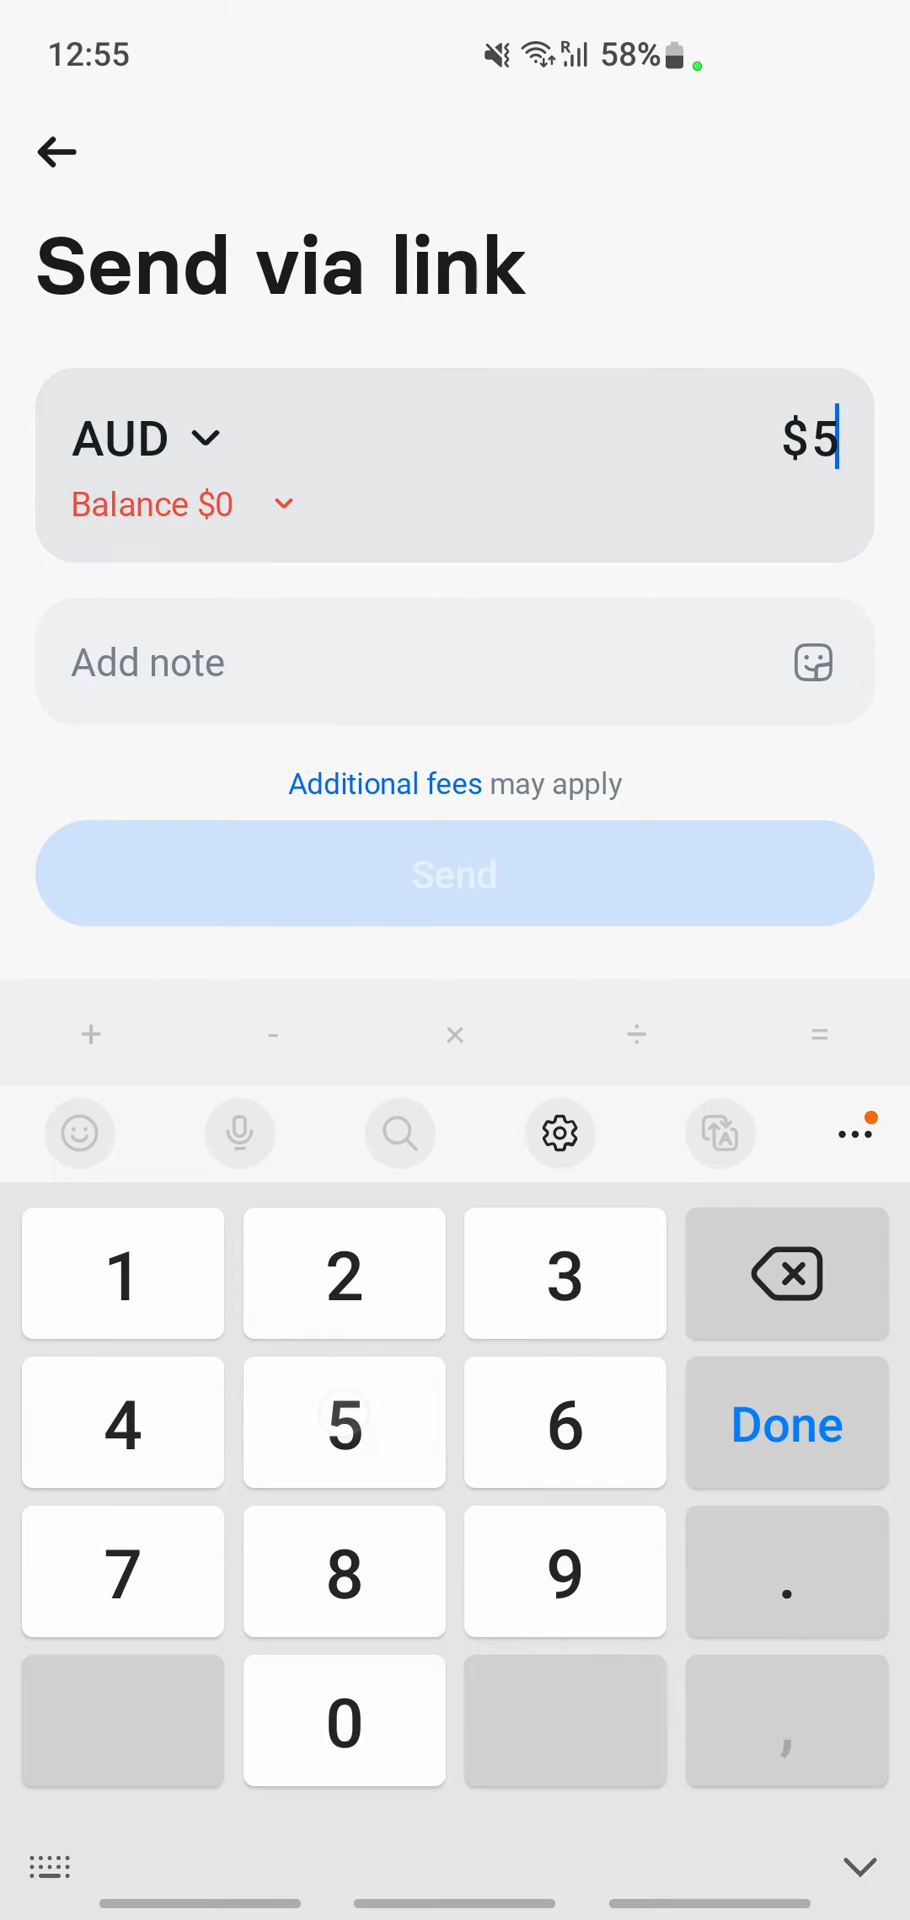 12:55
R 58%
Send via link
AUD $5
Balance $0
Add note
Additional fees may apply
Send
+ - × ÷ =
A
1 2 3
4 5 6 Done
7 8 9 .
0 ,